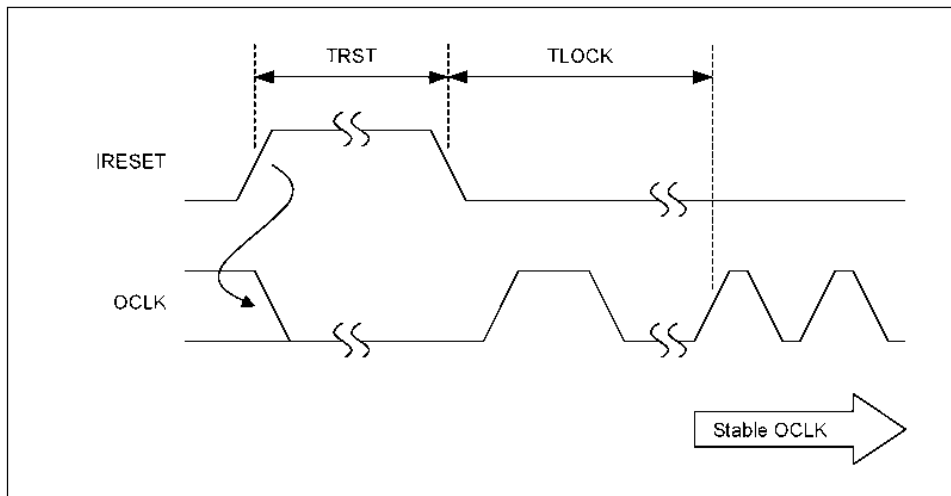 TRST
TLOCK
IRESET
OCLK
Stable OCLK